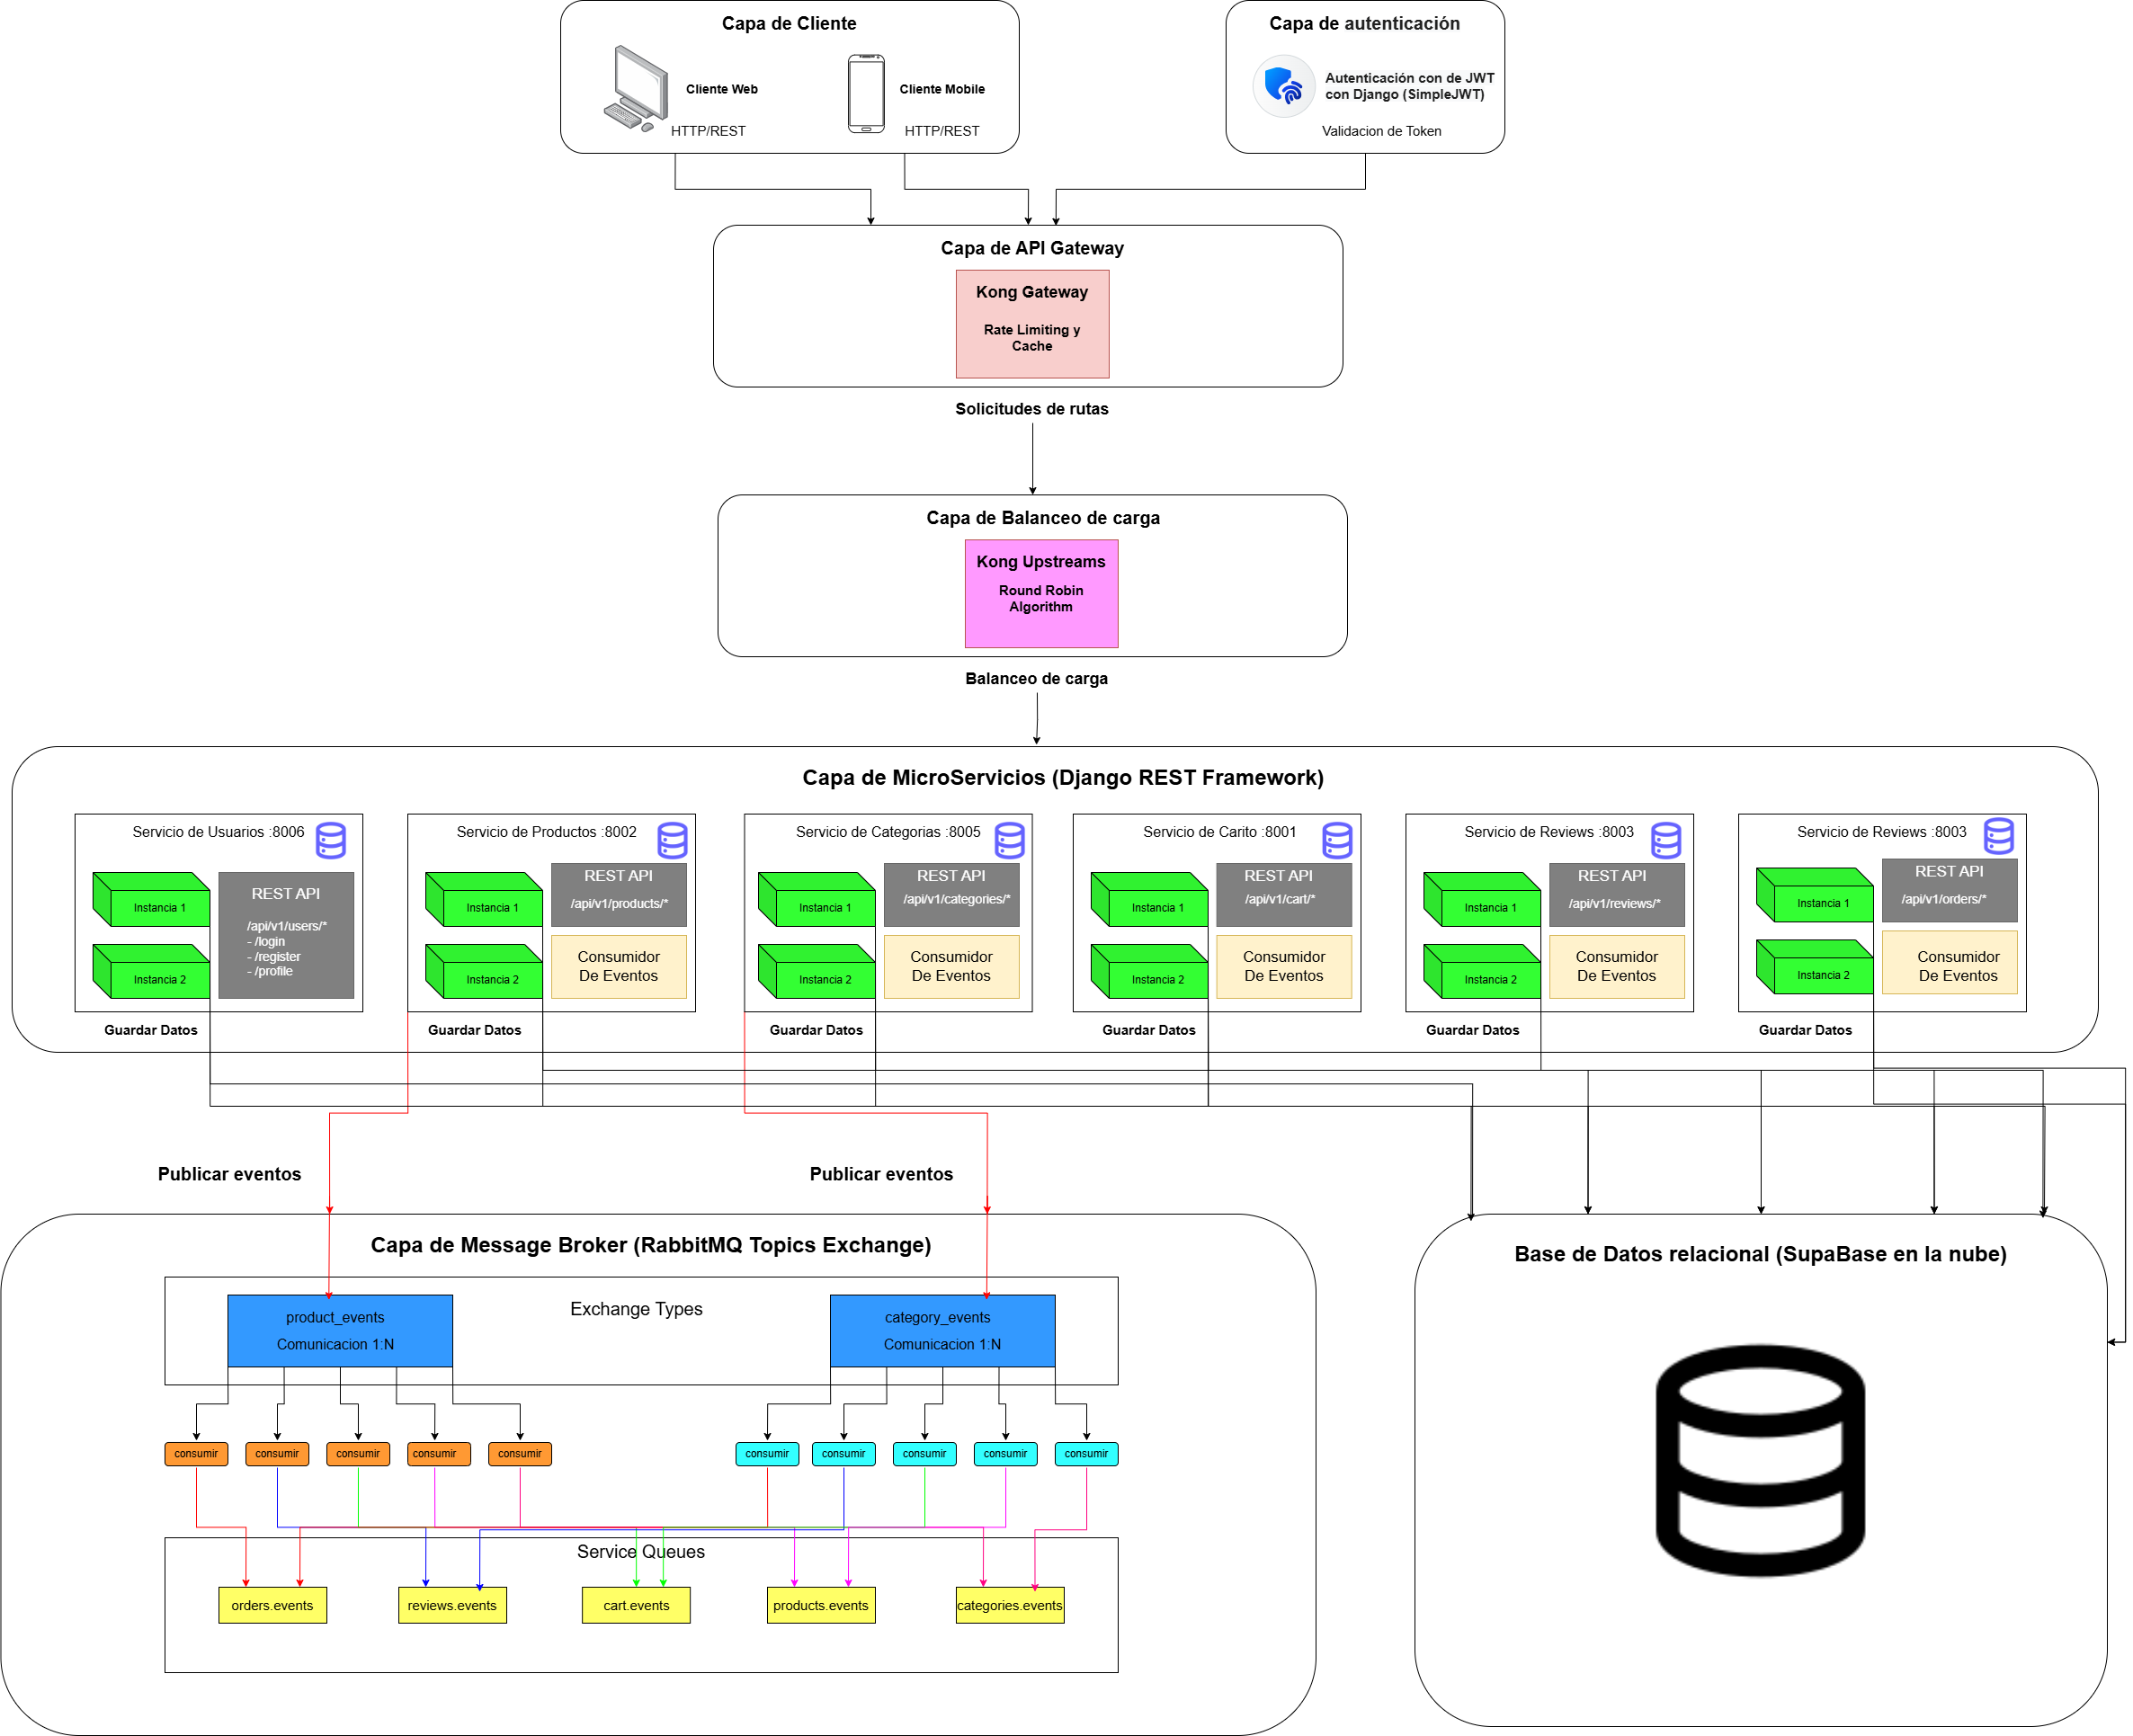 Capa de Cliente
Cliente Web
HTTP/REST
Cliente Mobile
HTTP/REST
Capa de autenticación
Autenticación con de JWT
con Django (SimpleJWT)
Validacion de Token
Capa de API Gateway
Kong Gateway
Rate Limiting y
Cache
Solicitudes de rutas
Capa de Balanceo de carga
Kong Upstreams
Round Robin
Algorithm
Balanceo de carga
Capa de MicroServicios (Django REST Framework)
Servicio de Usuarios :8006
Instancia 1
Instancia 2
REST API
/api/v1/users/*
- /login
- /register
- /profile
Guardar Datos
Servicio de Productos :8002
Instancia 1
Instancia 2
REST API
/api/v1/products/*
Consumidor
De Eventos
Guardar Datos
Servicio de Categorias :8005
Instancia 1
Instancia 2
REST API
/api/v1/categories/*
Consumidor
De Eventos
Guardar Datos
Servicio de Carito :8001
Instancia 1
Instancia 2
REST API
/api/v1/cart/*
Consumidor
De Eventos
Guardar Datos
Servicio de Reviews :8003
Instancia 1
Instancia 2
REST API
/api/v1/reviews/*
Consumidor
De Eventos
Guardar Datos
Servicio de Reviews :8003
Instancia 1
Instancia 2
REST API
/api/v1/orders/*
Consumidor
De Eventos
Guardar Datos
Publicar eventos
Publicar eventos
Capa de Message Broker (RabbitMQ Topics Exchange)
Exchange Types
product_events
Comunicacion 1:N
category_events
Comunicacion 1:N
consumir
consumir
consumir
consumir
consumir
consumir
consumir
consumir
consumir
consumir
Service Queues
orders.events
reviews.events
cart.events
products.events
categories.events
Base de Datos relacional (SupaBase en la nube)